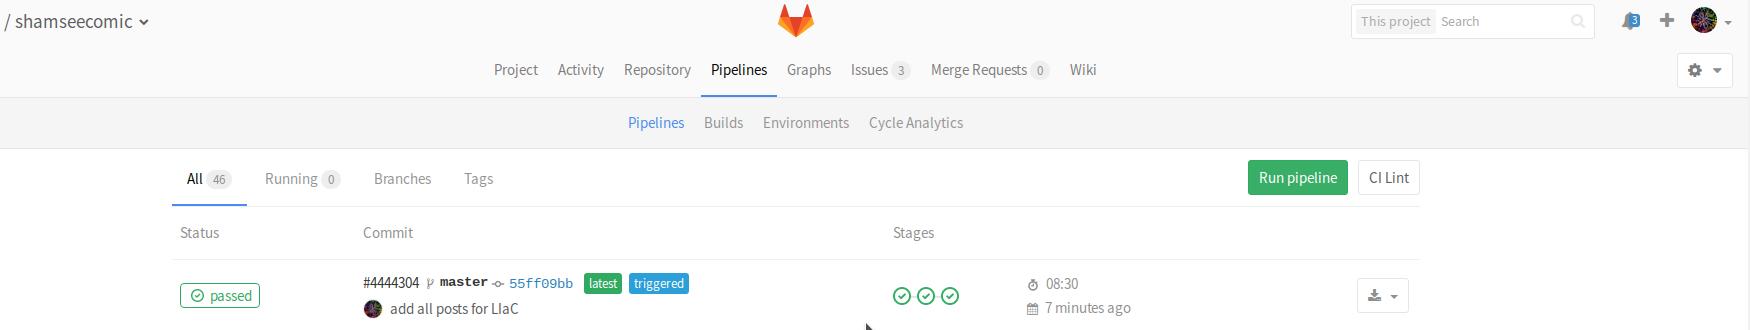 / shamseecomic
This project Search 3
Project Activity Repository Pipelines Graphs Issues 3 Merge Requests 0 Wiki
Pipelines Builds Environments Cycle Analytics
All 46 Running 0 Branches Tags Run pipeline CI Lint
Status Commit Stages
passed #4444304 master 55ff09bb latest triggered 08:30
add all posts for LIaC 7 minutes ago